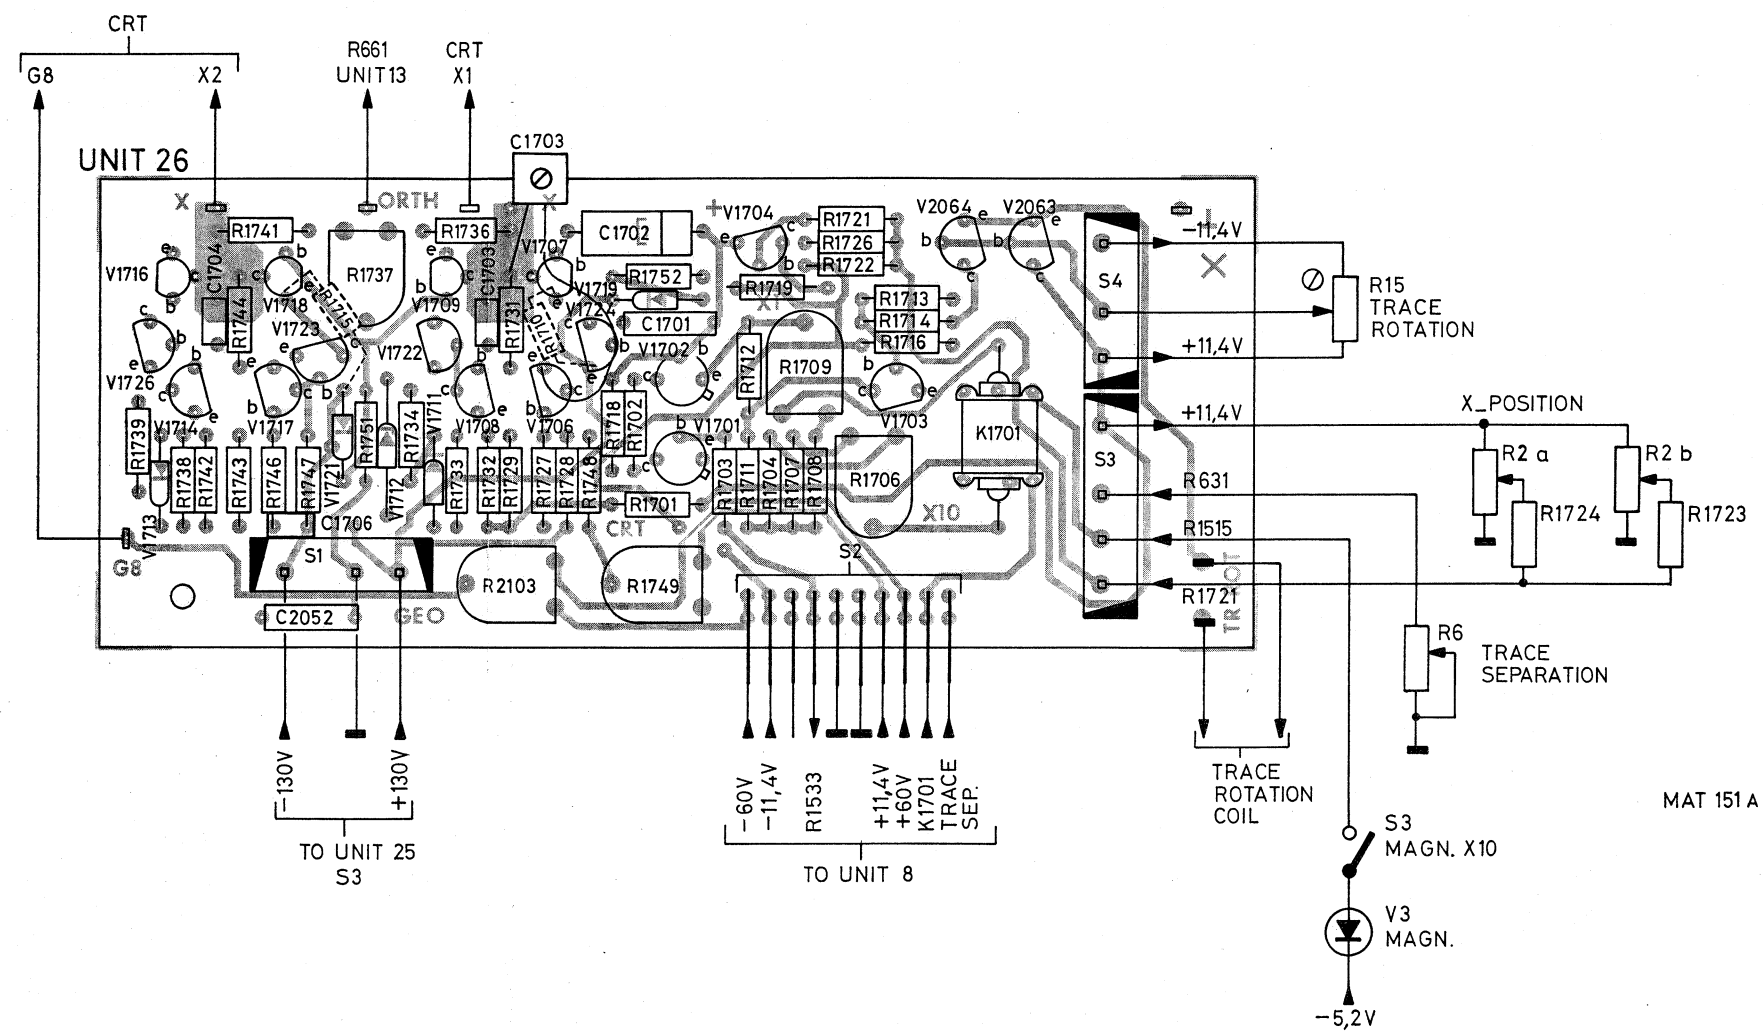 CRT
G8
X2
R661
UNIT 13
CRT
X1
C1703
UNIT 26
X
ORTH
X
+
R1741
R1736
C1702
V1704
R1721
R1726
R1722
V2064
V2063
-11,4V
V1716
C1704
R1737
C1703
V1707
R1752
R1719
X1
S4
X
R15
TRACE
ROTATION
V1718
R1715
V1709
V1719
V1724
R1713
R1714
R1716
R1744
V1723
R1731
R1710
C1701
+11,4V
V1722
V1702
R1712
R1709
V1726
+11,4V
X_POSITION
R1739
V1714
V1717
R1751
R1734
V1711
V1708
V1706
R1718
R1702
V1701
V1703
K1701
S3
R2 a
R2 b
R1738
R1742
R1743
R1746
R1747
V1721
V1712
R1733
R1732
R1729
R1727
R1728
R1748
R1703
R1711
R1704
R1707
R1708
R1706
R631
R1701
V1713
C1706
CRT
X10
R1724
R1723
R1515
G8
S1
R2103
R1749
S2
R1721
C2052
GEO
TR ROT
R6
TRACE
SEPARATION
-130V
+130V
-60V
-11,4V
R1533
+11,4V
+60V
K1701
TRACE
SEP.
TRACE
ROTATION
COIL
MAT 151 A
TO UNIT 25
S3
TO UNIT 8
S3
MAGN. X10
V3
MAGN.
-5,2V